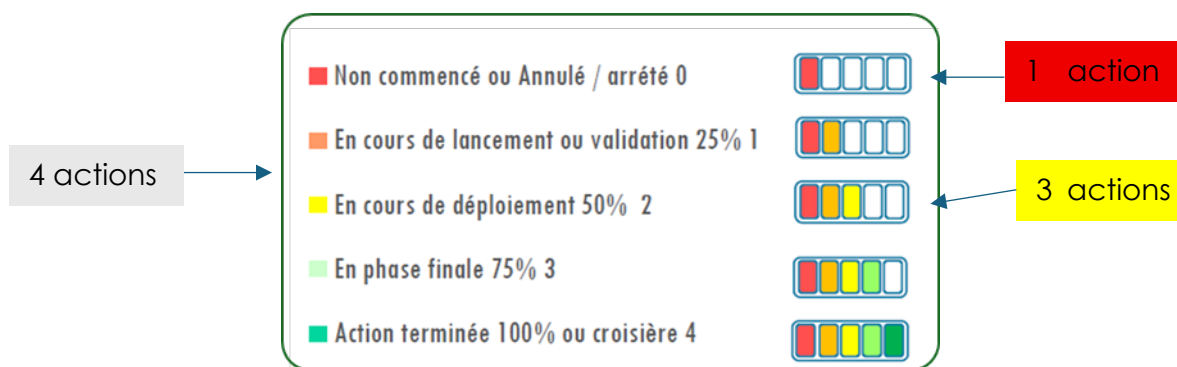 Non commencé ou Annulé / arrété 0
1 action
En cours de lancement ou validation 25% 1
4 actions
En cours de déploiement 50% 2
3 actions
En phase finale 75% 3
Action terminée 100% ou croisière 4